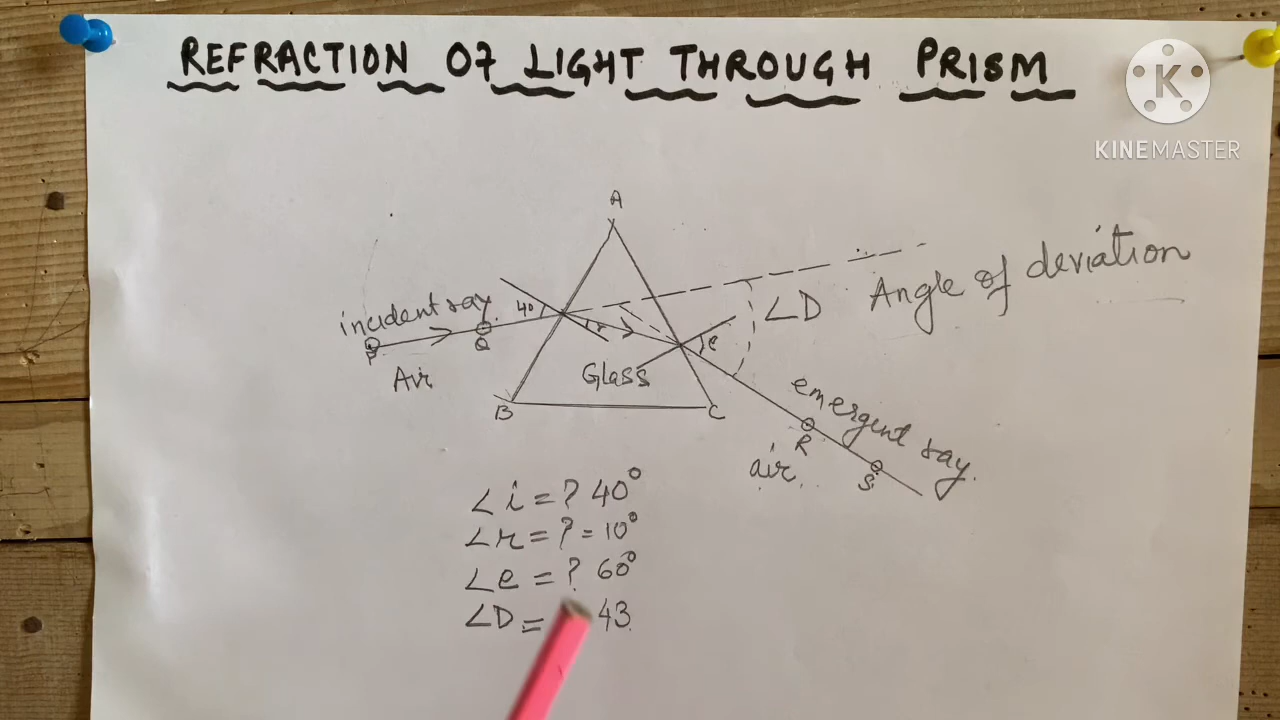 REFRACTION OF LIGHT THROUGH PRISM
K
KINEMASTER
A
Angle of deviation
incident ray
40
∠D
P
Q
r
e
Air
Glass
B
C
emergent ray
R
air
S
∠i = ? 40°
∠r = ? = 10°
∠e = ? 60°
∠D = 43